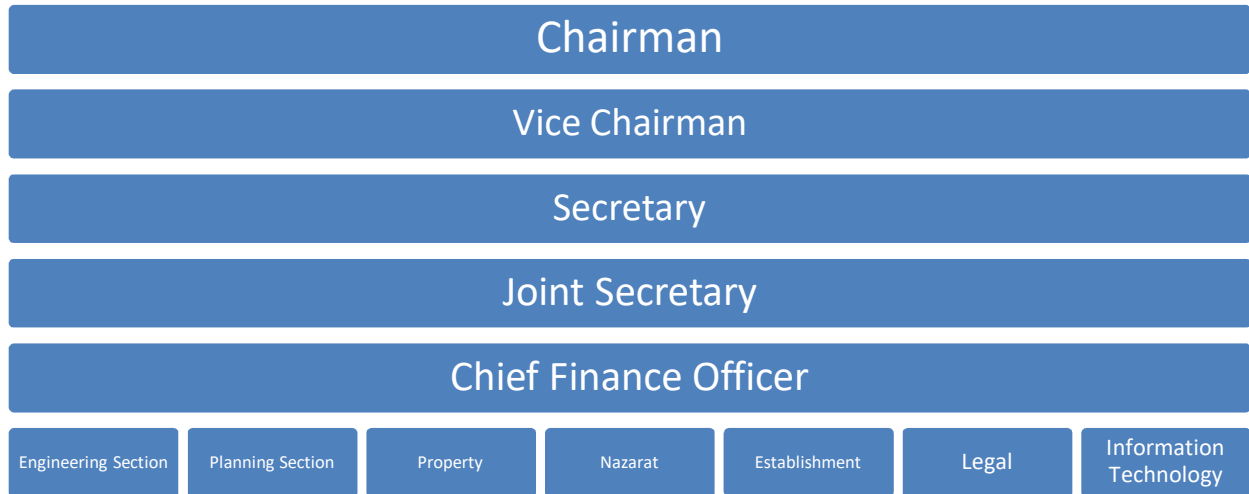 Chairman
Vice Chairman
Secretary
Joint Secretary
Chief Finance Officer
Engineering Section
Planning Section
Property
Nazarat
Establishment
Legal
Information
Technology